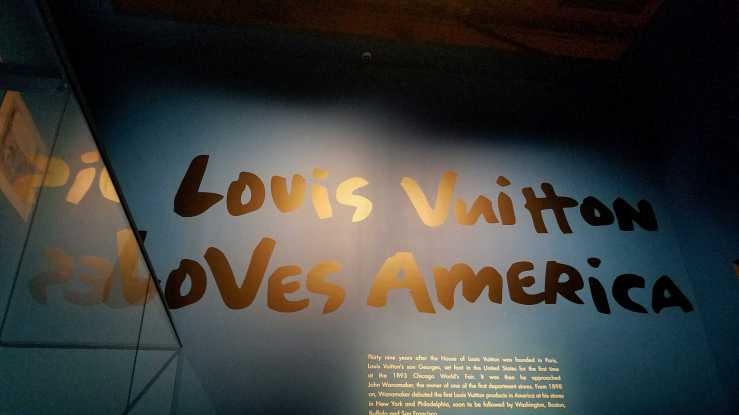 Louis Vuitton
Loves America
Thirty nine years after the House of Louis Vuitton was founded in Paris,
Louis Vuitton's son Georges, set foot in the United States for the first time
at the 1893 Chicago World's Fair. It was then he approached
John Wanamaker, the owner of one of the first department stores. From 1898
on, Wanamaker debuted the first Louis Vuitton products in America at his stores
in New York and Philadelphia, soon to be followed by Washington, Boston,
Buffalo and San Francisco.